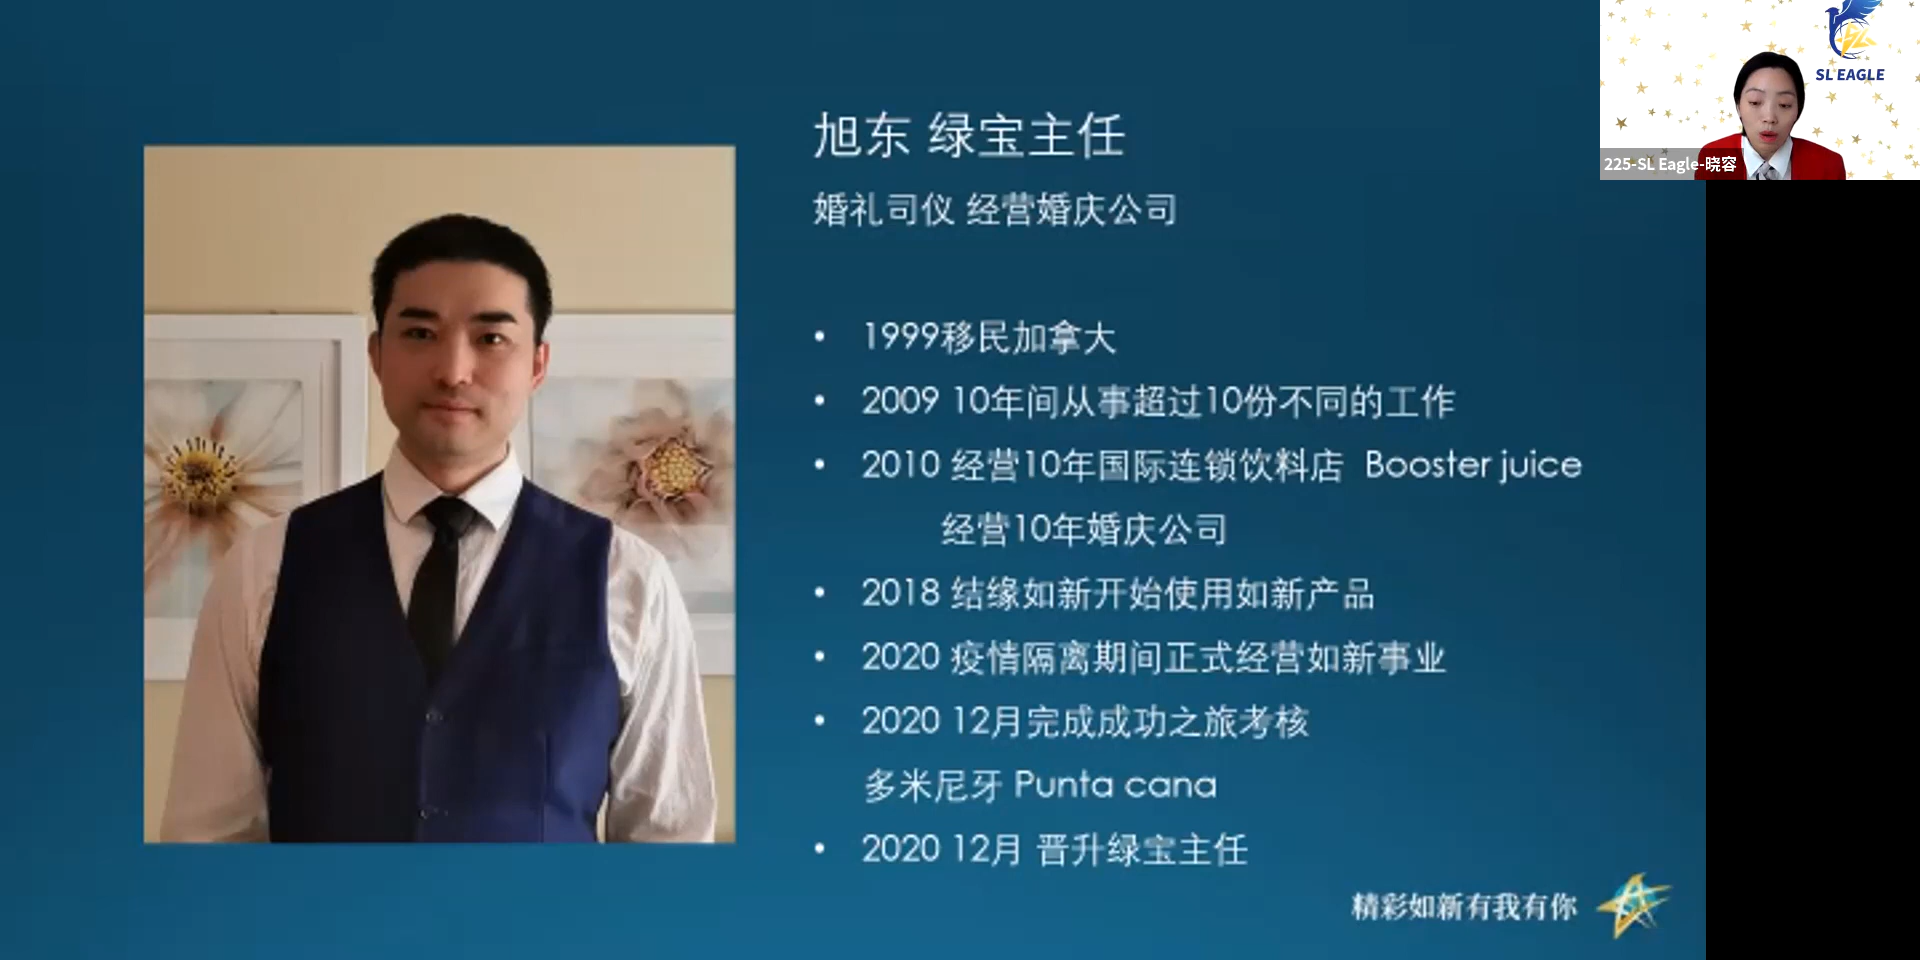 旭东 绿宝主任
婚礼司仪 经营婚庆公司
• 1999移民加拿大
• 2009 10年间从事超过10份不同的工作
• 2010 经营10年国际连锁饮料店 Booster juice
经营10年婚庆公司
• 2018 结缘如新开始使用如新产品
• 2020 疫情隔离期间正式经营如新事业
• 2020 12月完成成功之旅考核
多米尼牙 Punta cana
• 2020 12月 晋升绿宝主任
精彩如新有我有你
SL EAGLE
225-SL Eagle-晓容